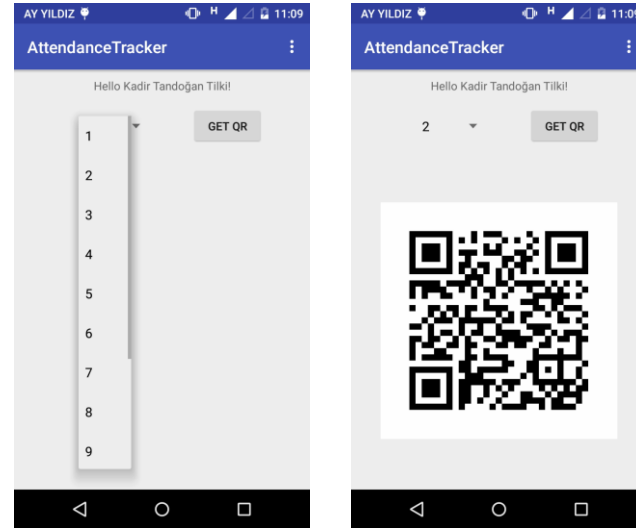 AY YILDIZ H 11:09
AttendanceTracker
Hello Kadir Tandoğan Tilki!
GET QR
1
2
3
4
5
6
7
8
9
AY YILDIZ H 11:09
AttendanceTracker
Hello Kadir Tandoğan Tilki!
2 GET QR